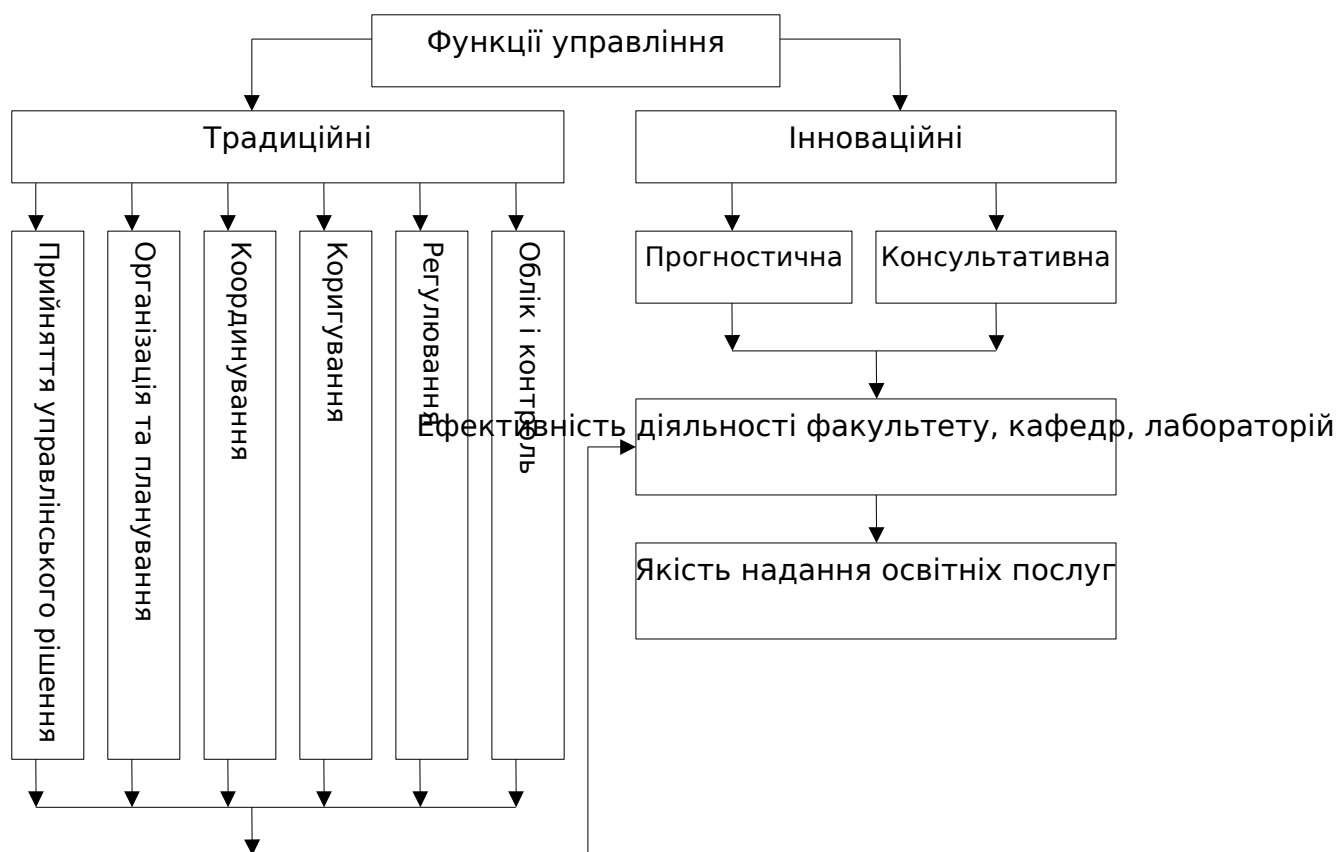 Функції управління
Традиційні
Інноваційні
Прийняття управлінського рішення
Організація та планування
Координування
Коригування
Регулювання
Облік і контроль
Прогностична
Консультативна
Ефективність діяльності факультету, кафедр, лабораторій
Якість надання освітніх послуг